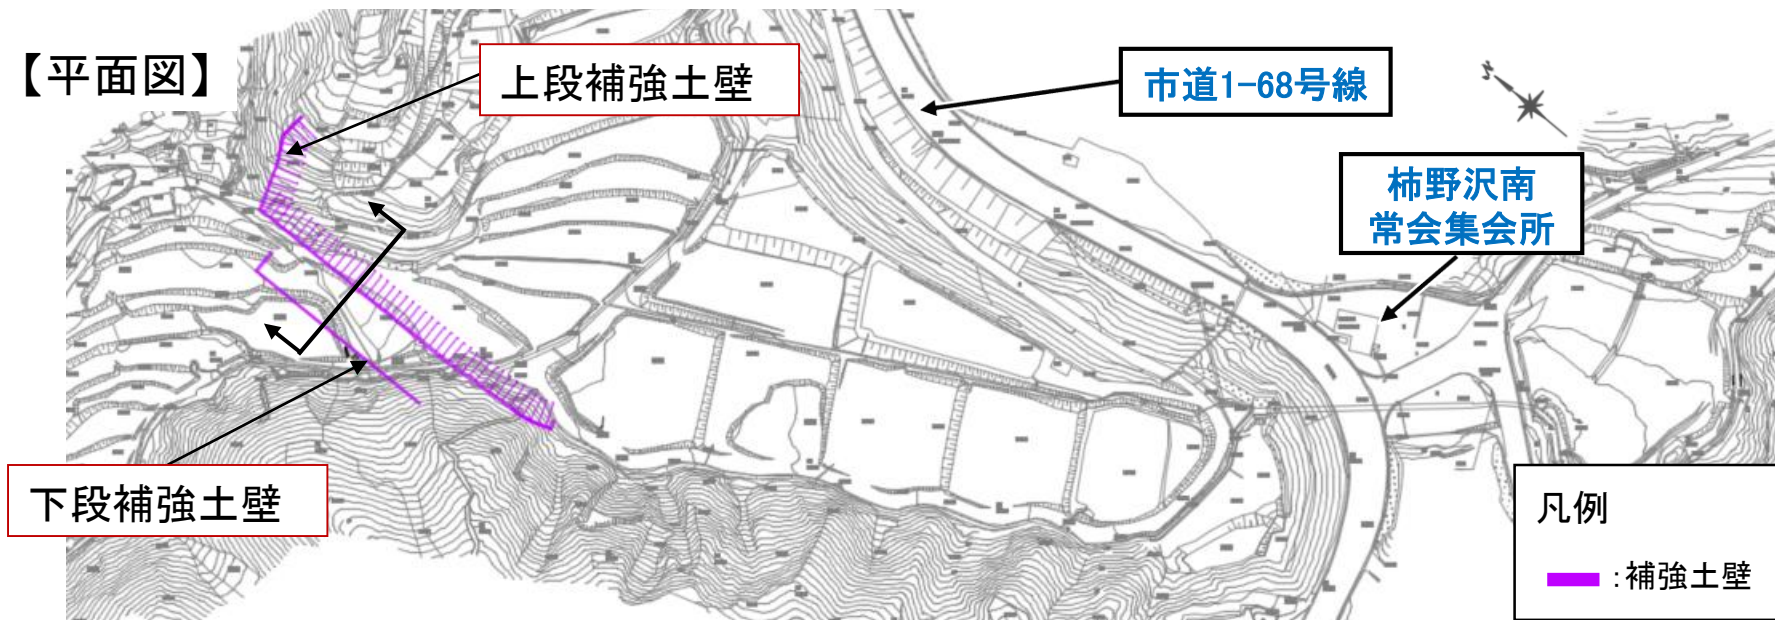 【平面図】
上段補強土壁
市道1-68号線
柿野沢南
常会集会所
下段補強土壁
凡例
：補強土壁